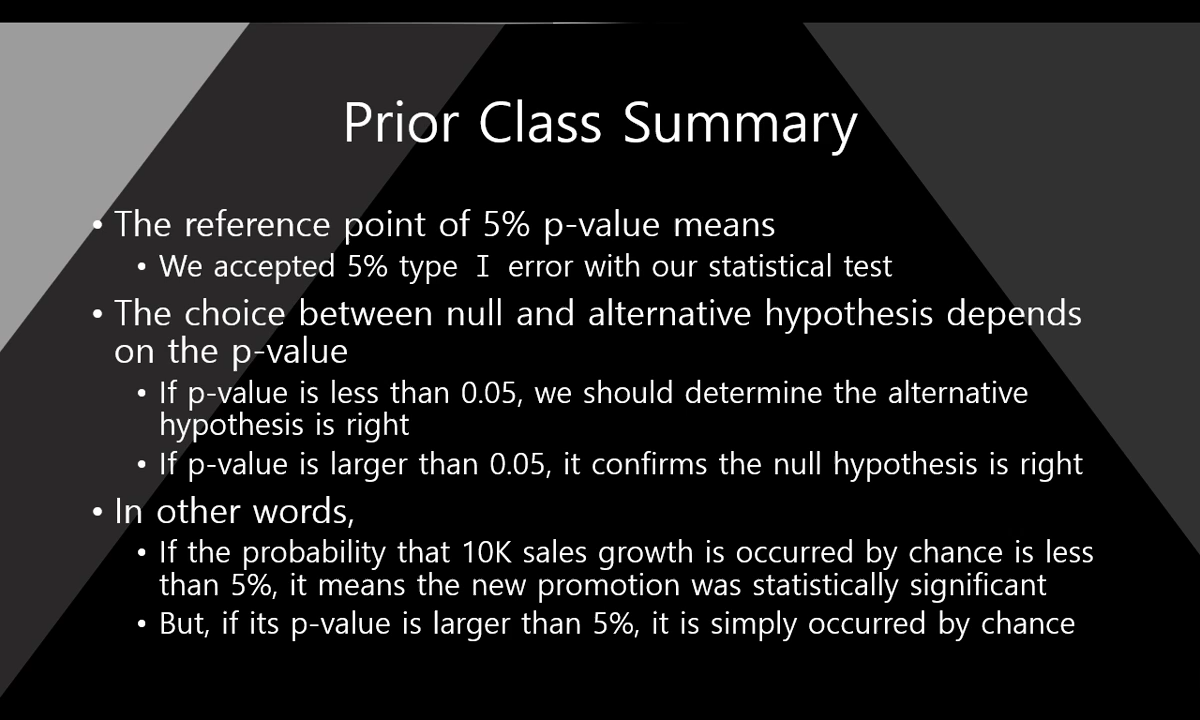 Prior Class Summary
• The reference point of 5% p-value means
• We accepted 5% type Ⅰ error with our statistical test
• The choice between null and alternative hypothesis depends
on the p-value
• If p-value is less than 0.05, we should determine the alternative
hypothesis is right
• If p-value is larger than 0.05, it confirms the null hypothesis is right
• In other words,
• If the probability that 10K sales growth is occurred by chance is less
than 5%, it means the new promotion was statistically significant
• But, if its p-value is larger than 5%, it is simply occurred by chance